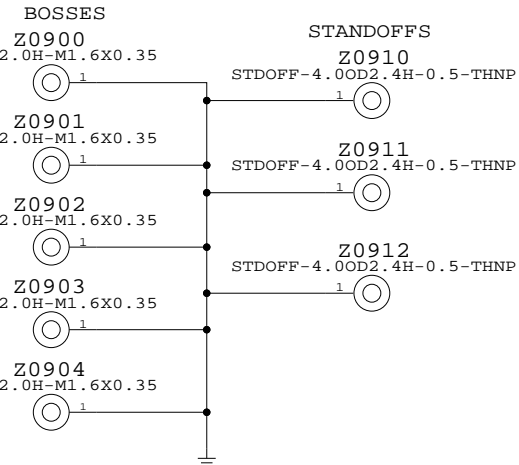 BOSSES
Z0900
2.0H-M1.6X0.35
1
Z0901
2.0H-M1.6X0.35
1
Z0902
2.0H-M1.6X0.35
1
Z0903
2.0H-M1.6X0.35
1
Z0904
2.0H-M1.6X0.35
1
STANDOFFS
Z0910
STDOFF-4.0OD2.4H-0.5-THNP
1
Z0911
STDOFF-4.0OD2.4H-0.5-THNP
1
Z0912
STDOFF-4.0OD2.4H-0.5-THNP
1